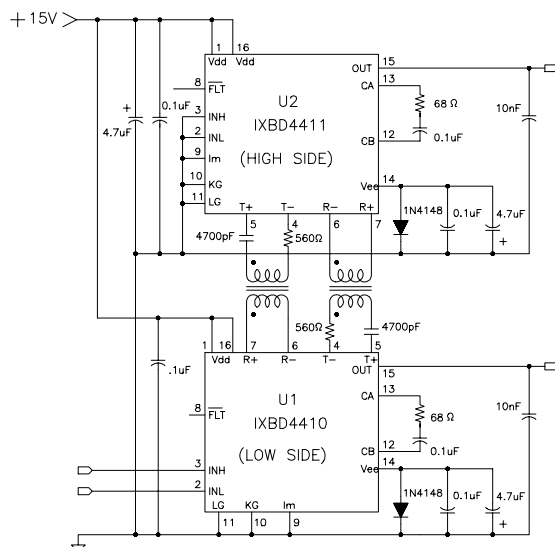 + 15V
1 16
Vdd Vdd
OUT 15
8 FLT
CA 13
U2
IXBD4411
(HIGH SIDE)
68 Ω
0.1uF
10nF
+
4.7uF
0.1uF
3 INH
2 INL
9 Im
10 KG
11 LG
CB 12
Vee 14
T+ T- R- R+
5 4 6 7
1N4148
0.1uF
4.7uF
+
4700pF
560Ω
560Ω
4700pF
.1uF
1 16 7 6 4 5
Vdd R+ R- T- T+
OUT 15
U1
IXBD4410
(LOW SIDE)
8 FLT
CA 13
68 Ω
0.1uF
10nF
CB 12
Vee 14
3 INH
2 INL
LG KG Im
11 10 9
1N4148
0.1uF
4.7uF
+